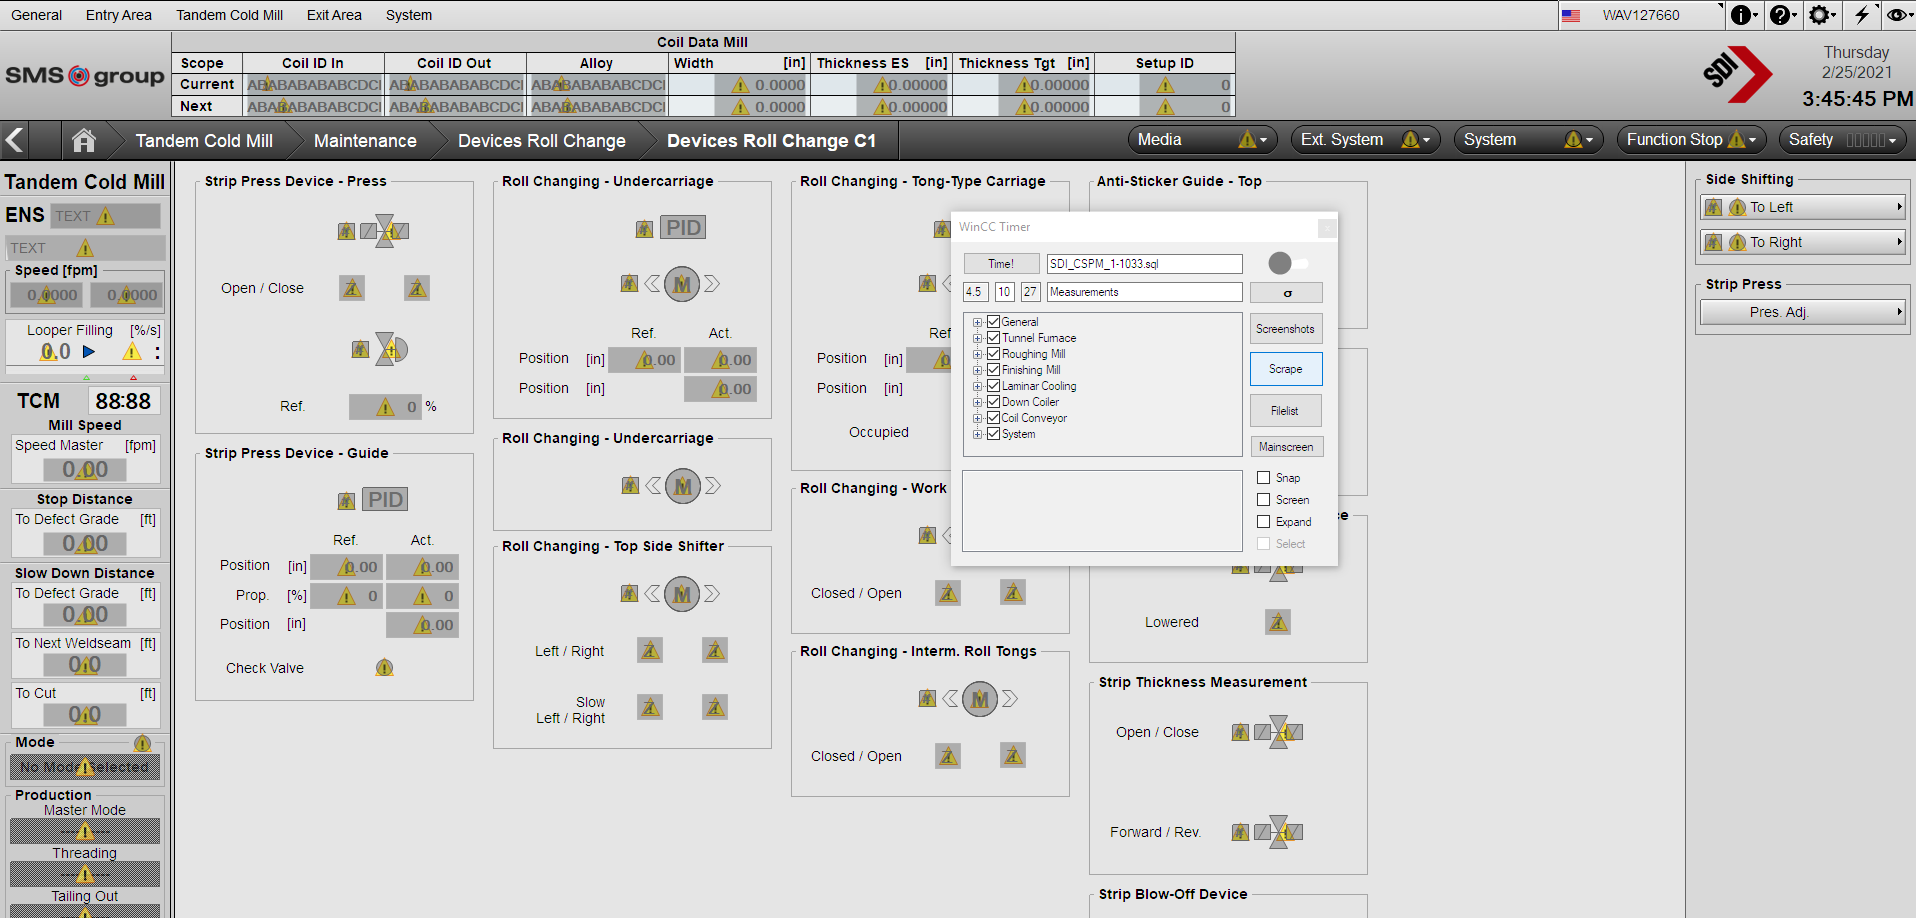 General Entry Area Tandem Cold Mill Exit Area System WAV127660
SMS group
Coil Data Mill
Scope Coil ID In Coil ID Out Alloy Width [in] Thickness ES [in] Thickness Tgt [in] Setup ID
Current ABABABABABCDCI ABABABABABCDCI ABABABABABCDCI 0.0000 0.00000 0.00000 0
Next ABABABABABCDCI ABABABABABCDCI ABABABABABCDCI 0.0000 0.00000 0.00000 0
SDI
Thursday
2/25/2021
3:45:45 PM
Tandem Cold Mill Maintenance Devices Roll Change Devices Roll Change C1
Media Ext. System System Function Stop Safety
Tandem Cold Mill
ENS TEXT
TEXT
Speed [fpm]
0.0000 0.0000
Looper Filling [%/s]
0.0 :
TCM 88:88
Mill Speed
Speed Master [fpm]
0.00
Stop Distance
To Defect Grade [ft]
0.00
Slow Down Distance
To Defect Grade [ft]
0.00
To Next Weldseam [ft]
0.0
To Cut [ft]
0.0
Mode
No Mode Selected
Production
Master Mode
Threading
Tailing Out
Strip Press Device - Press
Open / Close
Ref. 0 %
Strip Press Device - Guide
PID
Ref. Act.
Position [in] 0.00 0.00
Prop. [%] 0 0
Position [in] 0.00
Check Valve
Roll Changing - Undercarriage
PID
M
Ref. Act.
Position [in] 0.00 0.00
Position [in] 0.00
Roll Changing - Undercarriage
M
Roll Changing - Top Side Shifter
M
Left / Right
Slow
Left / Right
Roll Changing - Tong-Type Carriage
Ref
Position [in] 0
Position [in]
Occupied
Roll Changing - Work
Closed / Open
Roll Changing - Interm. Roll Tongs
M
Closed / Open
Anti-Sticker Guide - Top
WinCC Timer
Time! SDI_CSPM_1-1033.sql
4.5 10 27 Measurements σ
General
Tunnel Furnace
Roughing Mill
Finishing Mill
Laminar Cooling
Down Coiler
Coil Conveyor
System
Screenshots
Scrape
Filelist
Mainscreen
Snap
Screen
Expand
Select
e
Lowered
Strip Thickness Measurement
Open / Close
Forward / Rev.
Strip Blow-Off Device
Side Shifting
To Left
To Right
Strip Press
Pres. Adj.